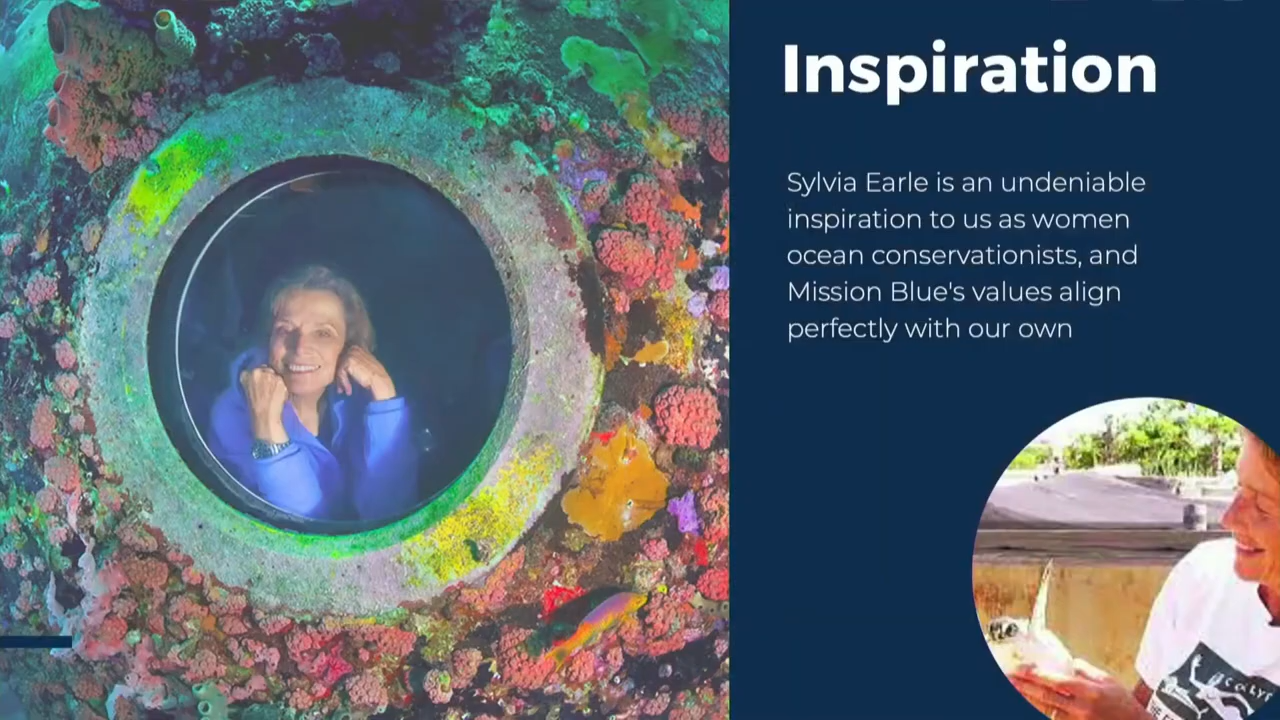 Inspiration
Sylvia Earle is an undeniable
inspiration to us as women
ocean conservationists, and
Mission Blue's values align
perfectly with our own